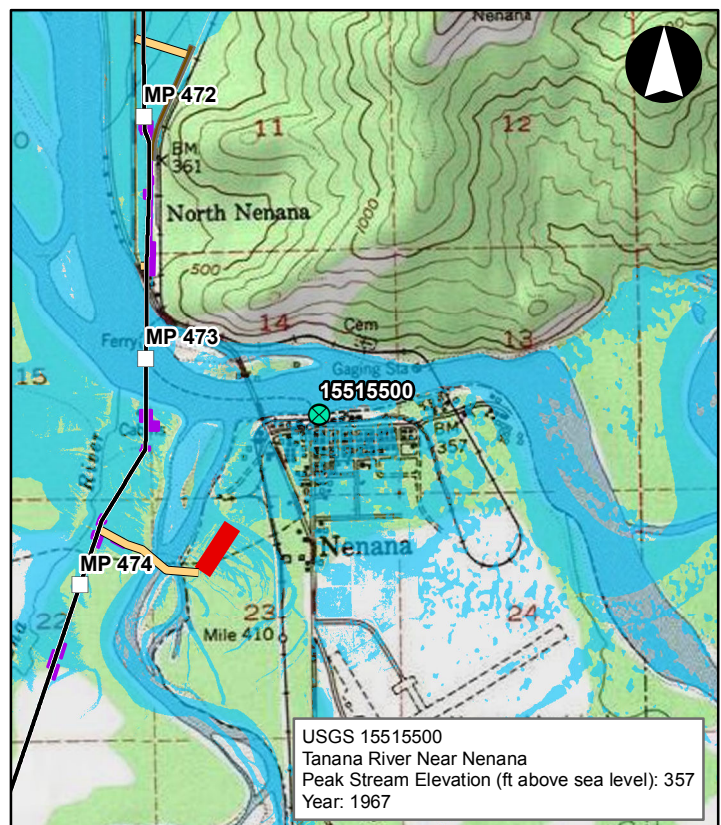 Nenana
MP 472
11
12
BM
361
North Nenana
1000
500
14
Cem
13
MP 473
Ferry
Gaging Sta
15
15515500
BM
357
River
Nenana
MP 474
22
23
24
Mile 410
USGS 15515500
Tanana River Near Nenana
Peak Stream Elevation (ft above sea level): 357
Year: 1967